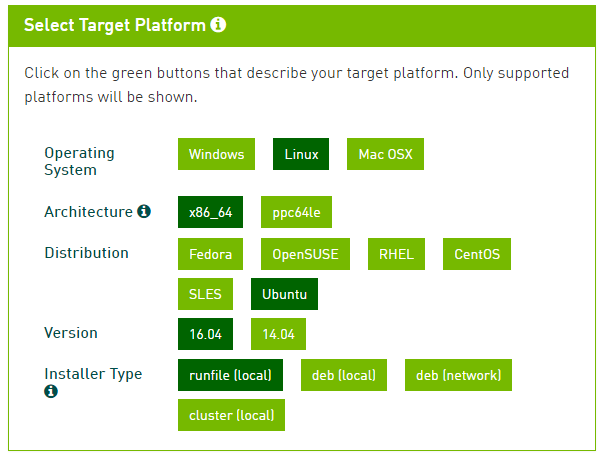 Select Target Platform
Click on the green buttons that describe your target platform. Only supported
platforms will be shown.
Operating System Windows Linux Mac OSX
Architecture x86_64 ppc64le
Distribution Fedora OpenSUSE RHEL CentOS
SLES Ubuntu
Version 16.04 14.04
Installer Type runfile (local) deb (local) deb (network)
cluster (local)